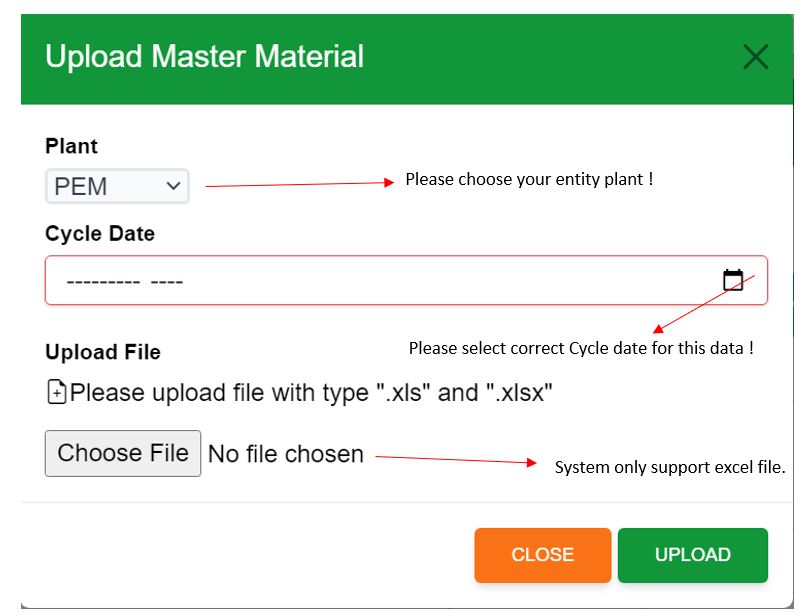 Upload Master Material
Plant
PEM
Please choose your entity plant !
Cycle Date
--------- ----
Please select correct Cycle date for this data !
Upload File
Please upload file with type ".xls" and ".xlsx"
Choose File No file chosen
System only support excel file.
CLOSE
UPLOAD